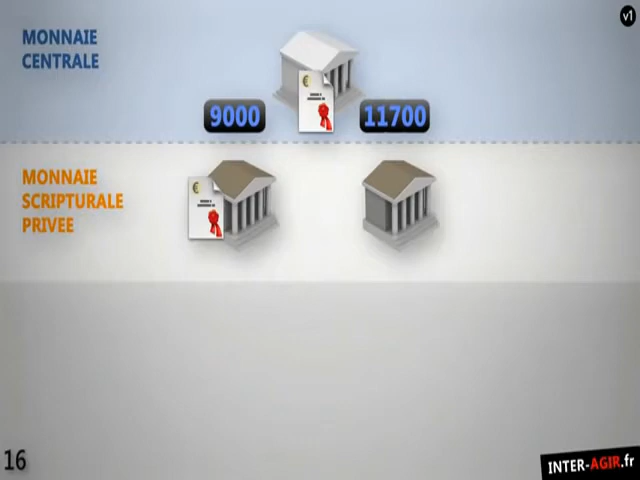 MONNAIE
CENTRALE
v1
€
9000
11700
MONNAIE
SCRIPTURALE
PRIVEE
€
16
INTER-AGIR.fr